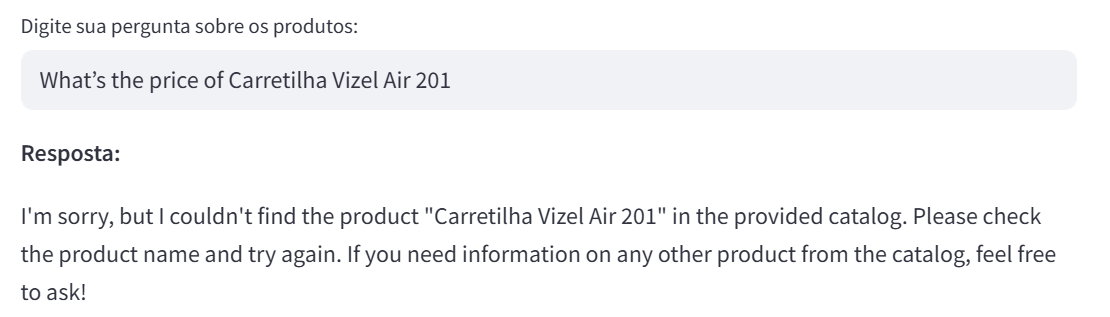 Digite sua pergunta sobre os produtos:
What’s the price of Carretilha Vizel Air 201
Resposta:
I'm sorry, but I couldn't find the product "Carretilha Vizel Air 201" in the provided catalog. Please check
the product name and try again. If you need information on any other product from the catalog, feel free
to ask!